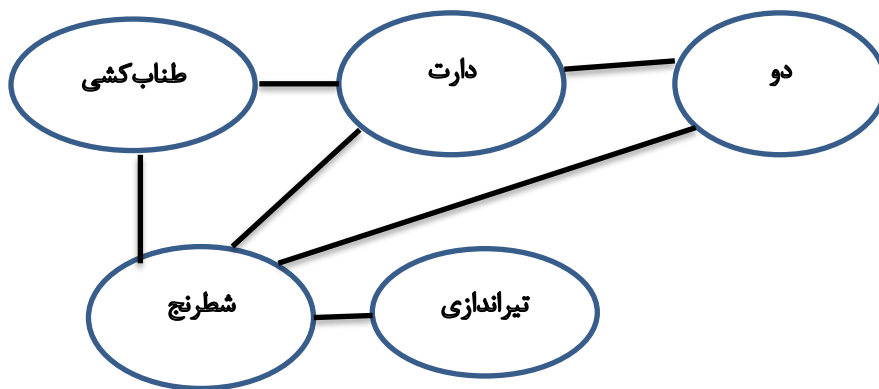 دو
دارت
طناب‌کشی
شطرنج
تیراندازی